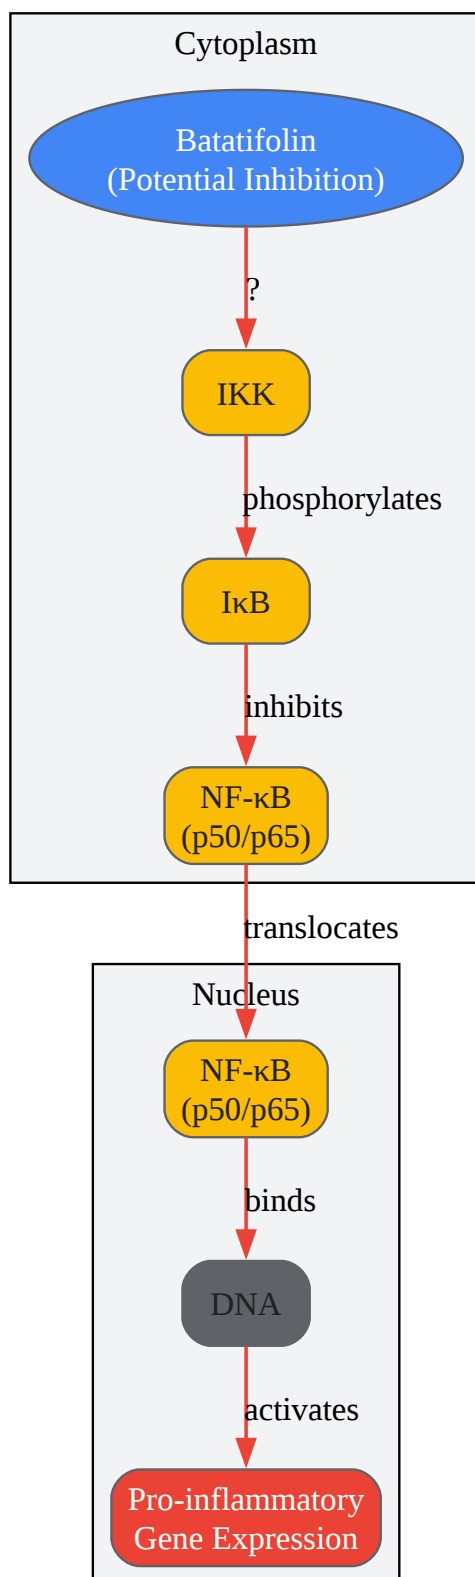 Cytoplasm
Batatifolin
(Potential Inhibition)
?
IKK
phosphorylates
IκB
inhibits
NF-κB
(p50/p65)
translocates
Nucleus
NF-κB
(p50/p65)
binds
DNA
activates
Pro-inflammatory
Gene Expression